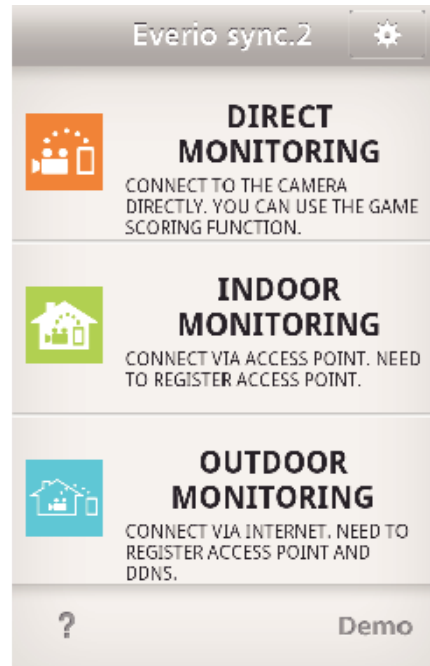 Everio sync.2
DIRECT
MONITORING
CONNECT TO THE CAMERA
DIRECTLY. YOU CAN USE THE GAME
SCORING FUNCTION.
INDOOR
MONITORING
CONNECT VIA ACCESS POINT. NEED
TO REGISTER ACCESS POINT.
OUTDOOR
MONITORING
CONNECT VIA INTERNET. NEED TO
REGISTER ACCESS POINT AND
DDNS.
? Demo